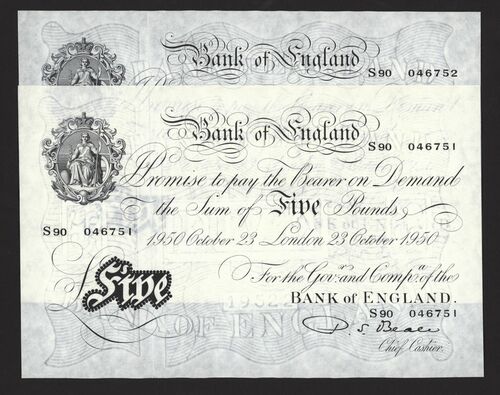 Bank of England
S90 046752
Bank of England
S90 046751
I Promise to pay the Bearer on Demand
the Sum of Five Pounds
S90 046751
1950 October 23 London 23 October 1950
For the Govr. and Compa. of the
BANK of ENGLAND.
Five
S90 046751
P. S. Beale
Chief Cashier.